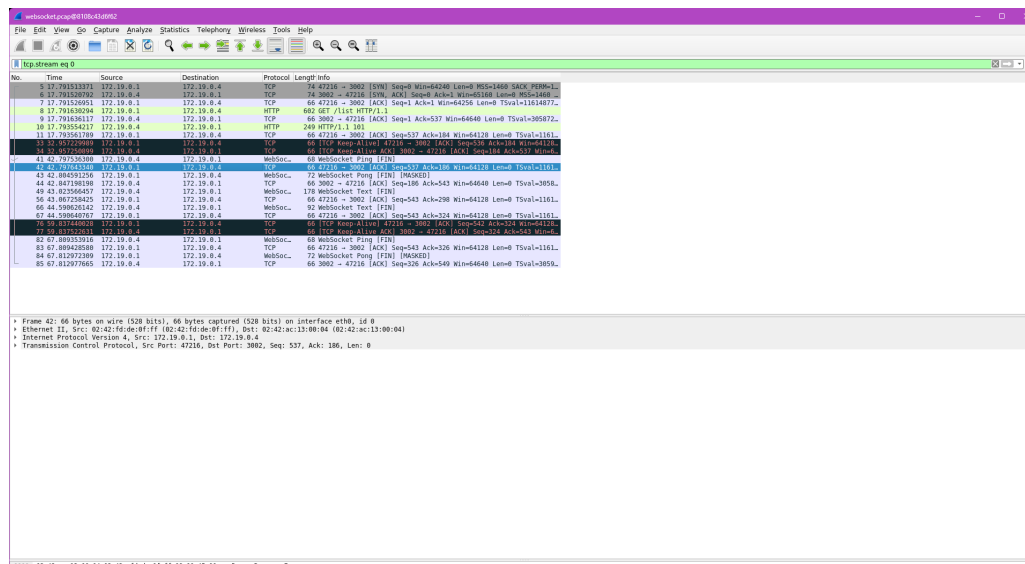 websocket.pcap@8108c43d6f62
File Edit View Go Capture Analyze Statistics Telephony Wireless Tools Help
tcp.stream eq 0
No. Time Source Destination Protocol Length Info
5 17.791513371 172.19.0.1 172.19.0.4 TCP 74 47216 → 3002 [SYN] Seq=0 Win=64240 Len=0 MSS=1460 SACK_PERM=1…
6 17.791520792 172.19.0.4 172.19.0.1 TCP 74 3002 → 47216 [SYN, ACK] Seq=0 Ack=1 Win=65160 Len=0 MSS=1460 …
7 17.791526951 172.19.0.1 172.19.0.4 TCP 66 47216 → 3002 [ACK] Seq=1 Ack=1 Win=64256 Len=0 TSval=11614877…
8 17.791630294 172.19.0.1 172.19.0.4 HTTP 602 GET /list HTTP/1.1
9 17.791636117 172.19.0.4 172.19.0.1 TCP 66 3002 → 47216 [ACK] Seq=1 Ack=537 Win=64640 Len=0 TSval=305872…
10 17.793554217 172.19.0.4 172.19.0.1 HTTP 249 HTTP/1.1 101
11 17.793561789 172.19.0.1 172.19.0.4 TCP 66 47216 → 3002 [ACK] Seq=537 Ack=184 Win=64128 Len=0 TSval=1161…
33 32.957229989 172.19.0.1 172.19.0.4 TCP 66 [TCP Keep-Alive] 47216 → 3002 [ACK] Seq=536 Ack=184 Win=64128…
34 32.957250899 172.19.0.4 172.19.0.1 TCP 66 [TCP Keep-Alive ACK] 3002 → 47216 [ACK] Seq=184 Ack=537 Win=6…
41 42.797536300 172.19.0.4 172.19.0.1 WebSoc… 68 WebSocket Ping [FIN]
42 42.797643340 172.19.0.1 172.19.0.4 TCP 66 47216 → 3002 [ACK] Seq=537 Ack=186 Win=64128 Len=0 TSval=1161…
43 42.804591256 172.19.0.1 172.19.0.4 WebSoc… 72 WebSocket Pong [FIN] [MASKED]
44 42.847198198 172.19.0.4 172.19.0.1 TCP 66 3002 → 47216 [ACK] Seq=186 Ack=543 Win=64640 Len=0 TSval=3058…
49 43.023566457 172.19.0.4 172.19.0.1 WebSoc… 178 WebSocket Text [FIN]
56 43.067258425 172.19.0.1 172.19.0.4 TCP 66 47216 → 3002 [ACK] Seq=543 Ack=298 Win=64128 Len=0 TSval=1161…
66 44.590626142 172.19.0.4 172.19.0.1 WebSoc… 92 WebSocket Text [FIN]
67 44.590640767 172.19.0.1 172.19.0.4 TCP 66 47216 → 3002 [ACK] Seq=543 Ack=324 Win=64128 Len=0 TSval=1161…
76 59.837440028 172.19.0.1 172.19.0.4 TCP 66 [TCP Keep-Alive] 47216 → 3002 [ACK] Seq=542 Ack=324 Win=64128…
77 59.837522631 172.19.0.4 172.19.0.1 TCP 66 [TCP Keep-Alive ACK] 3002 → 47216 [ACK] Seq=324 Ack=543 Win=6…
82 67.809353916 172.19.0.4 172.19.0.1 WebSoc… 68 WebSocket Ping [FIN]
83 67.809428580 172.19.0.1 172.19.0.4 TCP 66 47216 → 3002 [ACK] Seq=543 Ack=326 Win=64128 Len=0 TSval=1161…
84 67.812972309 172.19.0.1 172.19.0.4 WebSoc… 72 WebSocket Pong [FIN] [MASKED]
85 67.812977665 172.19.0.4 172.19.0.1 TCP 66 3002 → 47216 [ACK] Seq=326 Ack=549 Win=64640 Len=0 TSval=3059…
Frame 42: 66 bytes on wire (528 bits), 66 bytes captured (528 bits) on interface eth0, id 0
Ethernet II, Src: 02:42:fd:de:0f:ff (02:42:fd:de:0f:ff), Dst: 02:42:ac:13:00:04 (02:42:ac:13:00:04)
Internet Protocol Version 4, Src: 172.19.0.1, Dst: 172.19.0.4
Transmission Control Protocol, Src Port: 47216, Dst Port: 3002, Seq: 537, Ack: 186, Len: 0